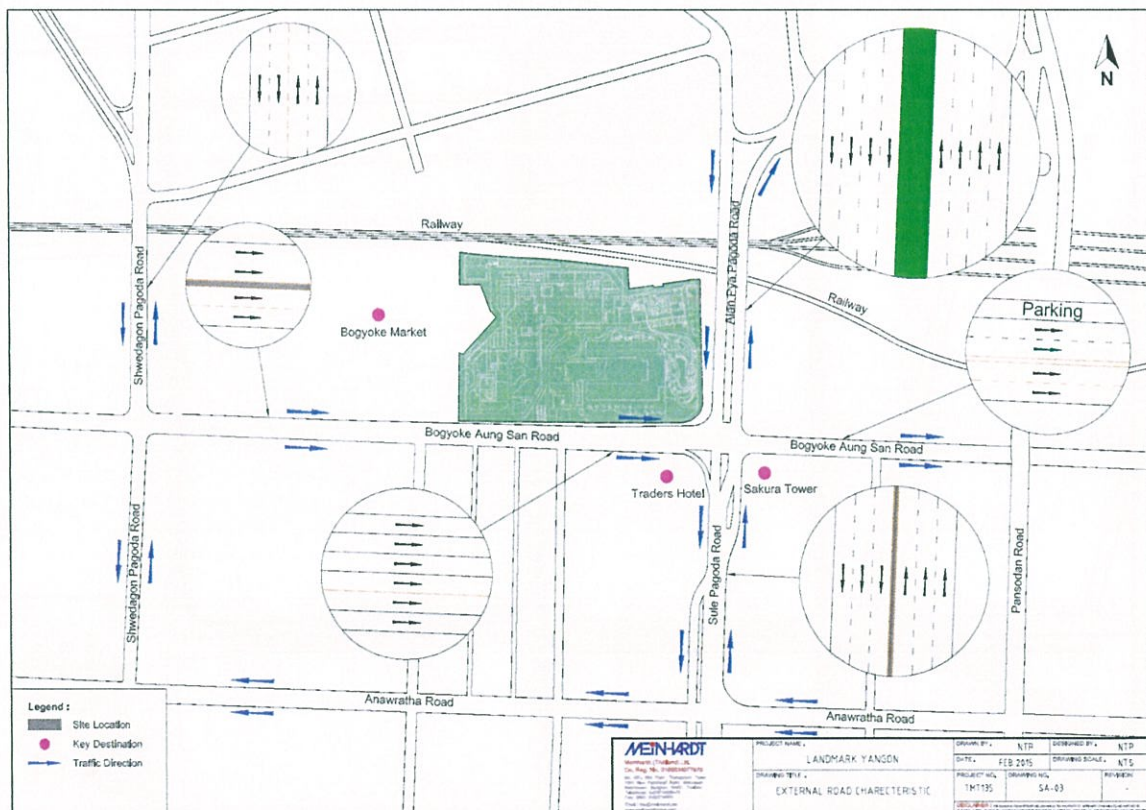 N
Railway
Alan Pya Pagoda Road
Shwedagon Pagoda Road
Bogyoke Market
Railway
Parking
Bogyoke Aung San Road
Bogyoke Aung San Road
Traders Hotel
Sakura Tower
Shwedagon Pagoda Road
Sule Pagoda Road
Pansodan Road
Anawratha Road
Anawratha Road
Legend :
Site Location
Key Destination
Traffic Direction
MEINHARDT
PROJECT NAME :
LANDMARK YANGON
DRAWING TITLE :
EXTERNAL ROAD CHARECTERISTIC
DRAWN BY : NTP
DESIGNED BY : NTP
DATE : FEB 2015
DRAWING SCALE : NTS
PROJECT NO. TMT135
DRAWING NO. SA-03
REVISION -